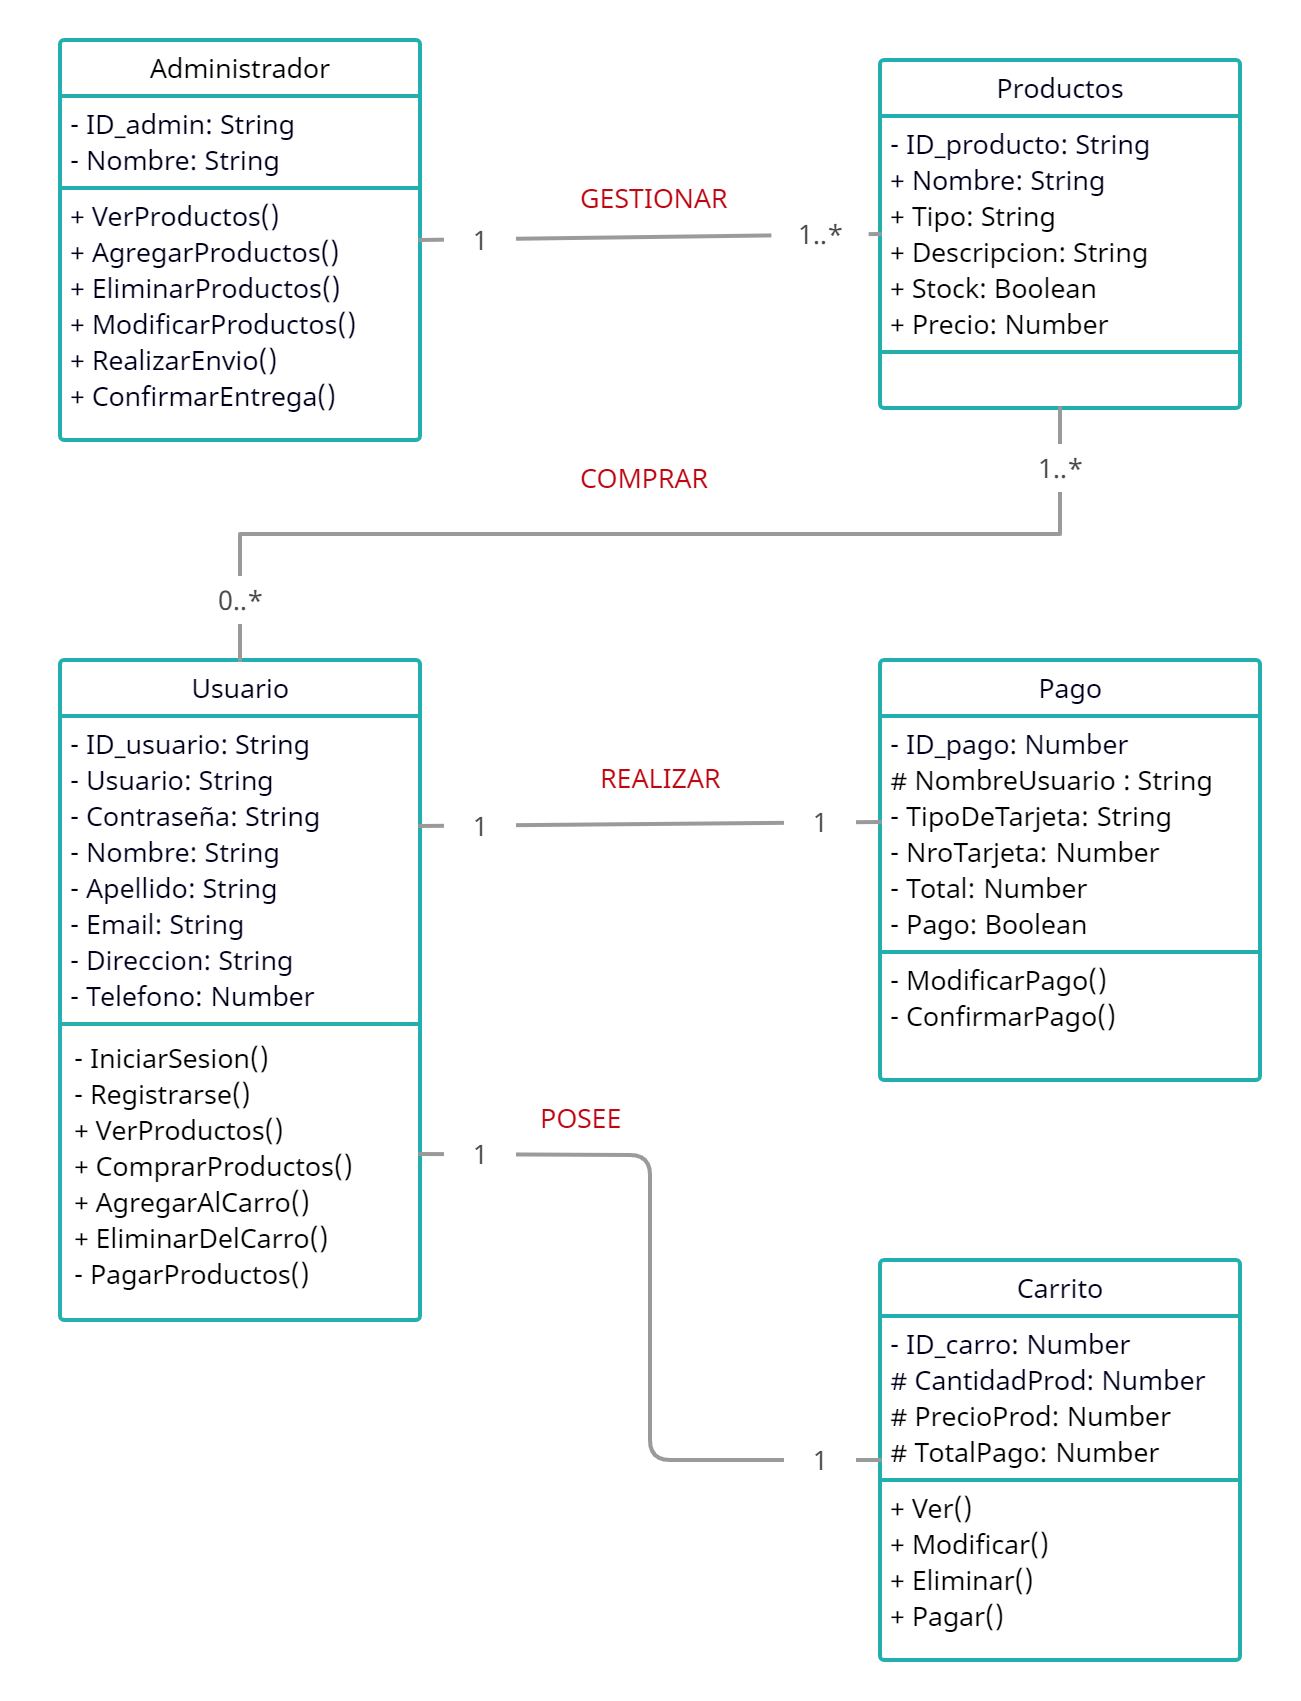 Administrador
- ID_admin: String
- Nombre: String
+ VerProductos()
+ AgregarProductos()
+ EliminarProductos()
+ ModificarProductos()
+ RealizarEnvio()
+ ConfirmarEntrega()
GESTIONAR
1
1..*
Productos
- ID_producto: String
+ Nombre: String
+ Tipo: String
+ Descripcion: String
+ Stock: Boolean
+ Precio: Number
COMPRAR
1..*
0..*
Usuario
- ID_usuario: String
- Usuario: String
- Contraseña: String
- Nombre: String
- Apellido: String
- Email: String
- Direccion: String
- Telefono: Number
- IniciarSesion()
- Registrarse()
+ VerProductos()
+ ComprarProductos()
+ AgregarAlCarro()
+ EliminarDelCarro()
- PagarProductos()
REALIZAR
1
1
Pago
- ID_pago: Number
# NombreUsuario : String
- TipoDeTarjeta: String
- NroTarjeta: Number
- Total: Number
- Pago: Boolean
- ModificarPago()
- ConfirmarPago()
POSEE
1
1
Carrito
- ID_carro: Number
# CantidadProd: Number
# PrecioProd: Number
# TotalPago: Number
+ Ver()
+ Modificar()
+ Eliminar()
+ Pagar()